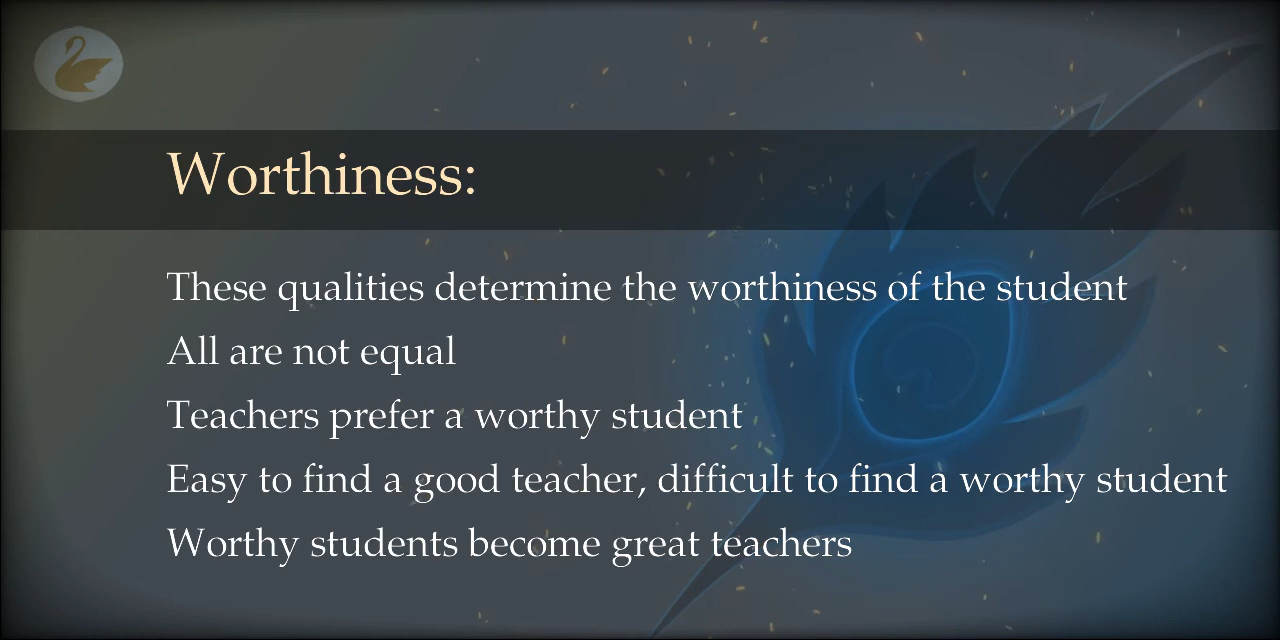 Worthiness:
These qualities determine the worthiness of the student
All are not equal
Teachers prefer a worthy student
Easy to find a good teacher, difficult to find a worthy student
Worthy students become great teachers